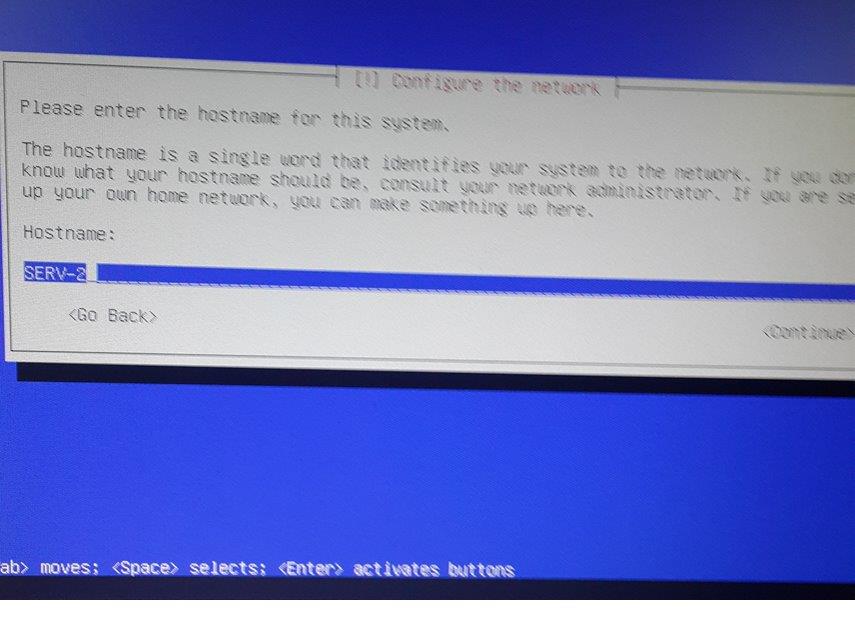 [!] Configure the network
Please enter the hostname for this system.
The hostname is a single word that identifies your system to the network. If you don
know what your hostname should be, consult your network administrator. If you are se
up your own home network, you can make something up here.
Hostname:
SERV-2
<Go Back>
<Continue>
ab> moves; <Space> selects; <Enter> activates buttons